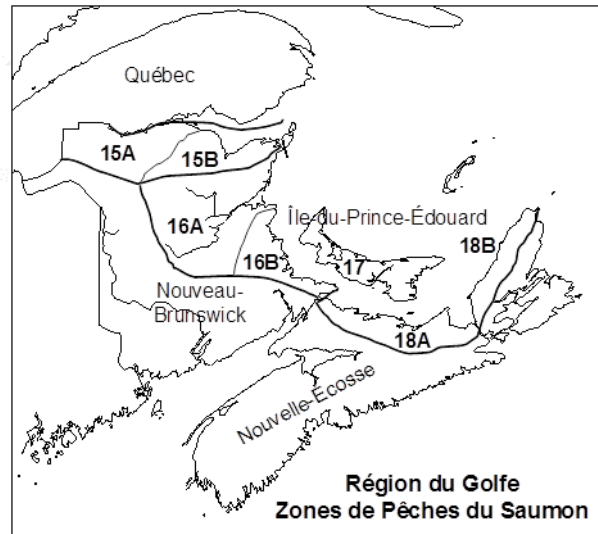 Québec
15A
15B
16A
Île-du-Prince-Édouard
18B
16B
17
Nouveau-
Brunswick
18A
Nouvelle-Écosse
Région du Golfe
Zones de Pêches du Saumon